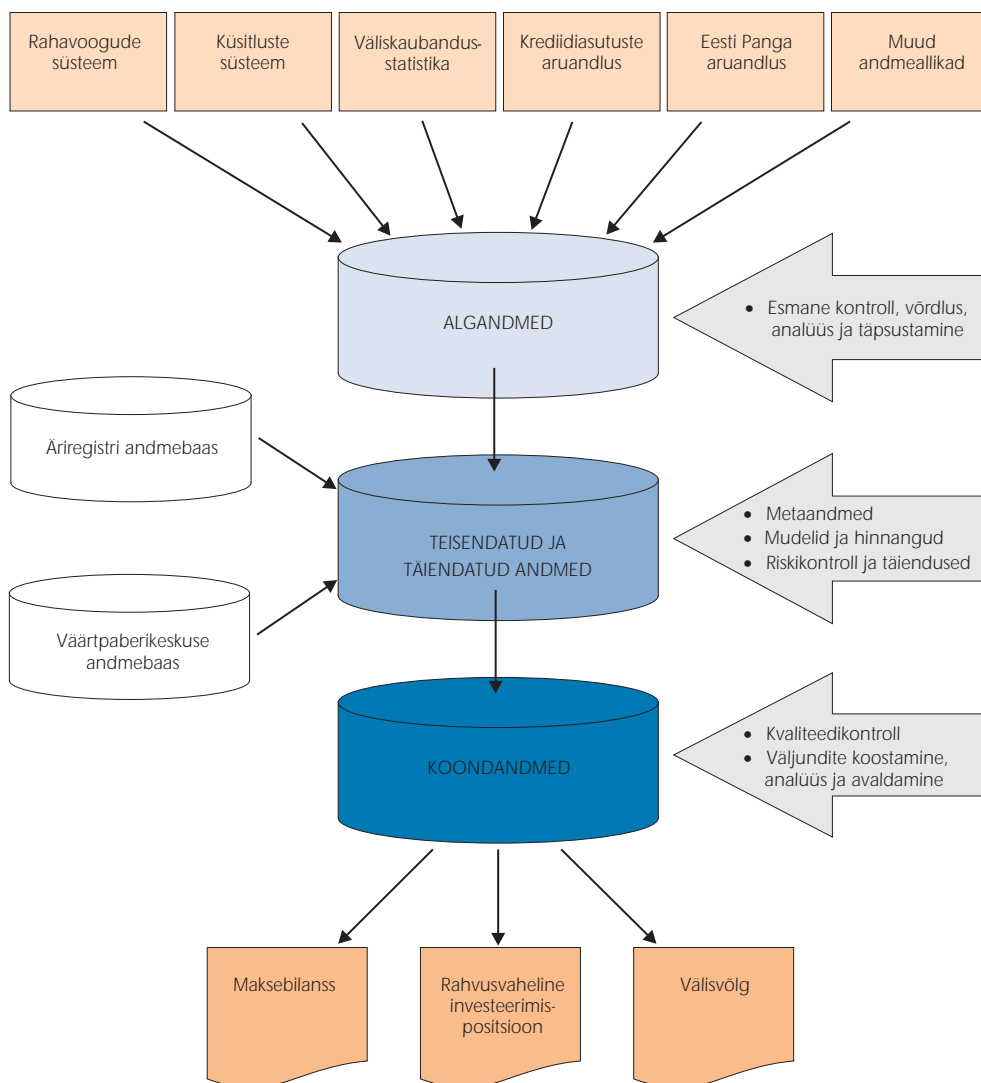 Rahavoogude
süsteem
Küsitluste
süsteem
Väliskaubandus-
statistika
Krediidiasutuste
aruandlus
Eesti Panga
aruandlus
Muud
andmeallikad
ALGANDMED
• Esmane kontroll, võrdlus,
analüüs ja täpsustamine
Äriregistri andmebaas
TEISENDATUD JA
TÄIENDATUD ANDMED
• Metaandmed
• Mudelid ja hinnangud
• Riskikontroll ja täiendused
Väärtpaberikeskuse
andmebaas
KOONDANDMED
• Kvaliteedikontroll
• Väljundite koostamine,
analüüs ja avaldamine
Maksebilanss
Rahvusvaheline
investeerimis-
positsioon
Välisvõlg